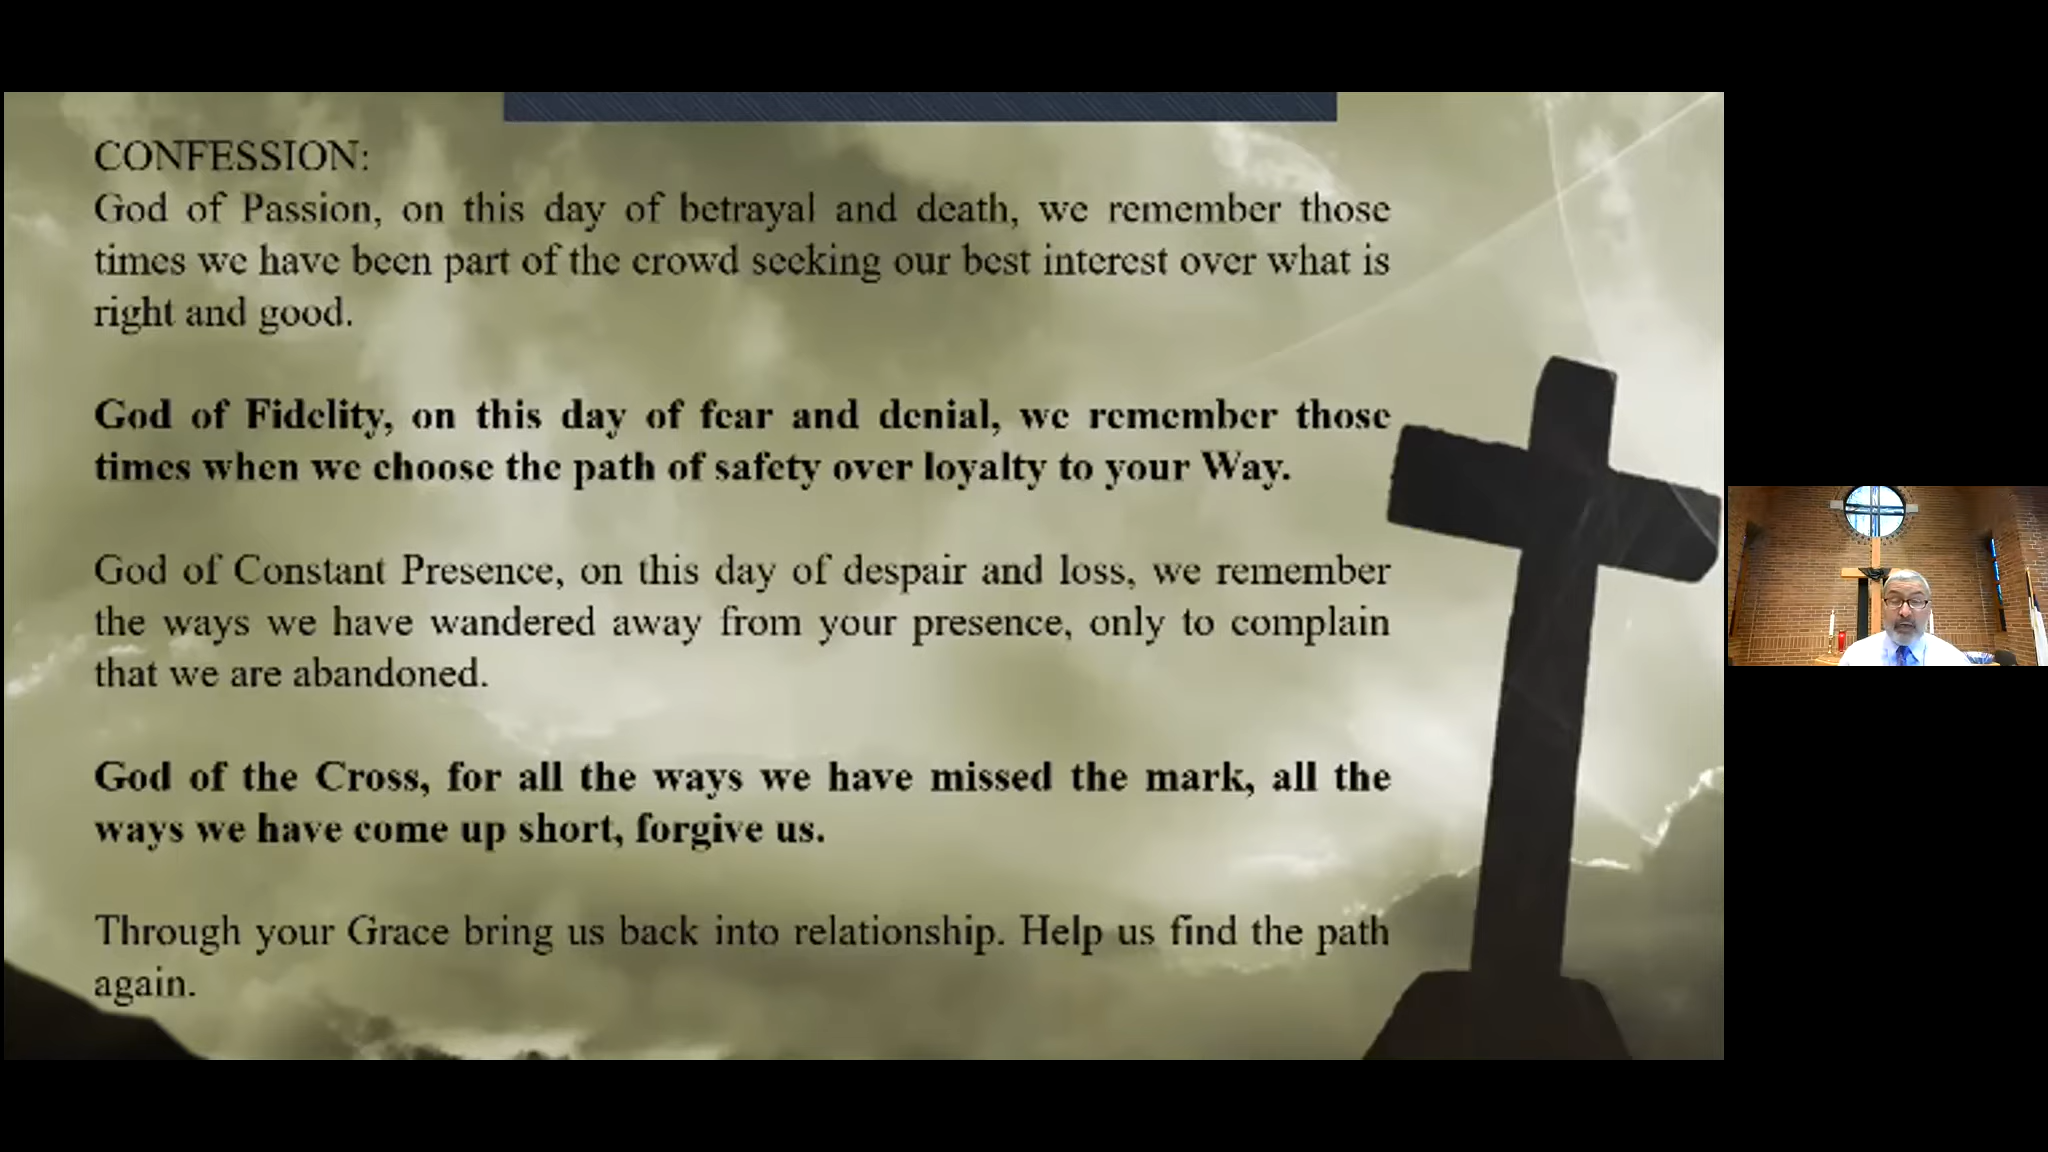 CONFESSION:
God of Passion, on this day of betrayal and death, we remember those
times we have been part of the crowd seeking our best interest over what is
right and good.
God of Fidelity, on this day of fear and denial, we remember those
times when we choose the path of safety over loyalty to your Way.
God of Constant Presence, on this day of despair and loss, we remember
the ways we have wandered away from your presence, only to complain
that we are abandoned.
God of the Cross, for all the ways we have missed the mark, all the
ways we have come up short, forgive us.
Through your Grace bring us back into relationship. Help us find the path
again.